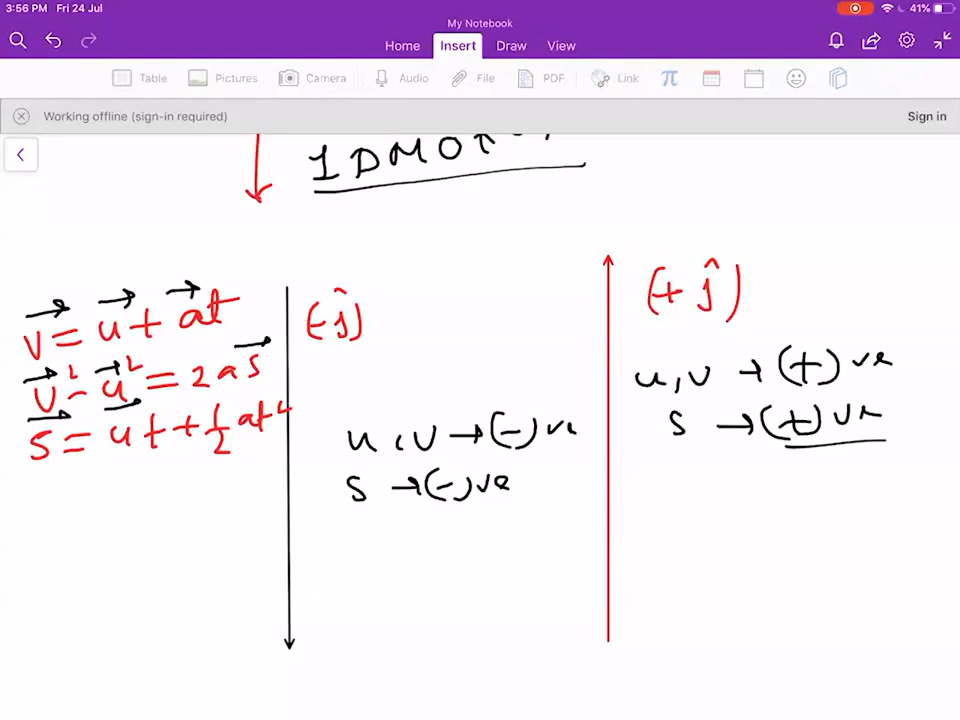 3:56 PM Fri 24 Jul
41%
My Notebook
Home Insert Draw View
Table Pictures Camera Audio File PDF Link π
Working offline (sign-in required) Sign in
1 D
v = u + at
v² - u² = 2as
s = ut + ½at²
(-ĵ)
u, v → (-) ve
s → (-) ve
(+ ĵ)
u, v → (+) ve
s → (+) ve